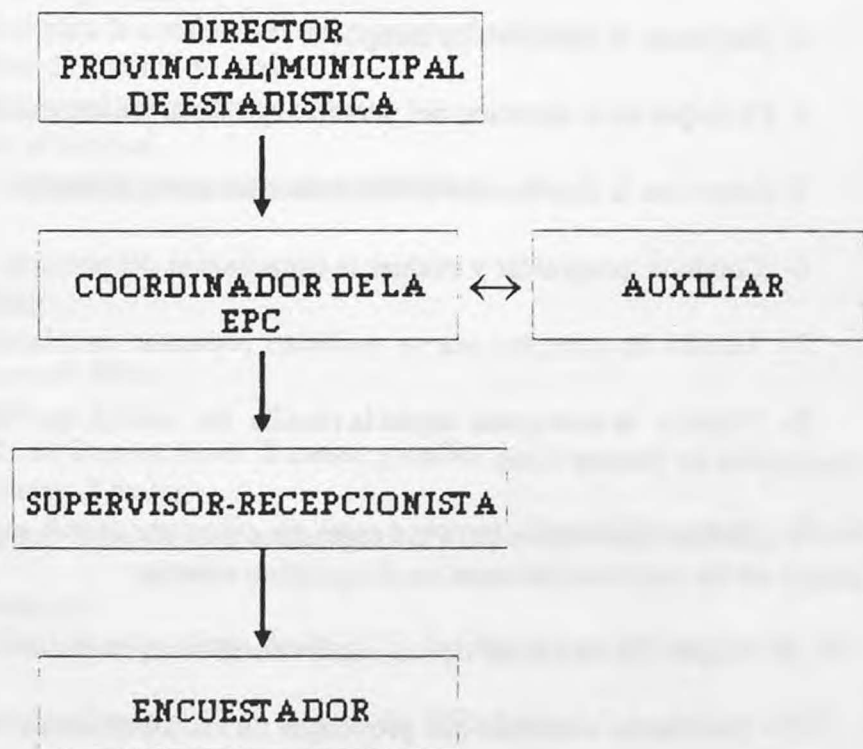 DIRECTOR
PROVINCIAL/MUNICIPAL
DE ESTADISTICA
COORDINADOR DE LA
EPC
AUXILIAR
SUPERVISOR-RECEPCIONISTA
ENCUESTADOR